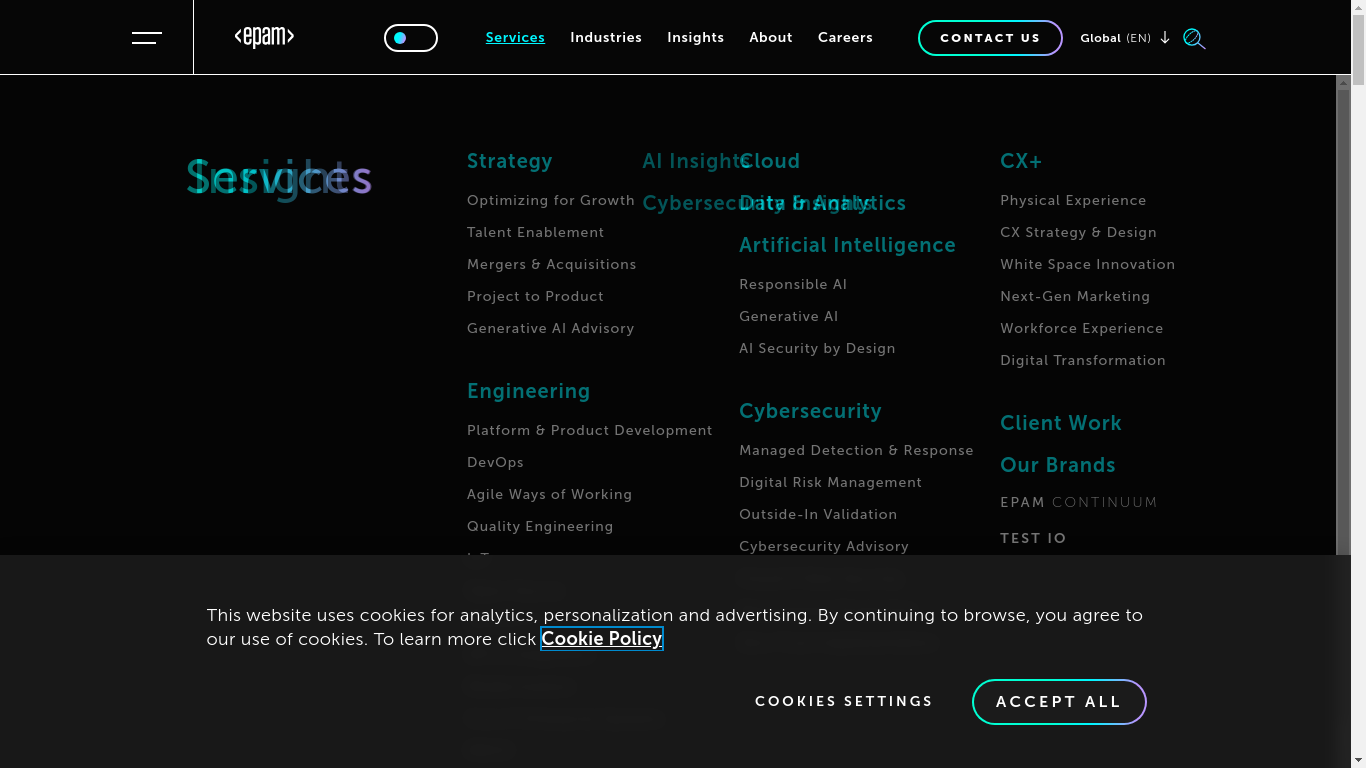 <epam>
Services
Industries
Insights
About
Careers
CONTACT US
Global (EN)
Services
Insights
Strategy
Optimizing for Growth
Talent Enablement
Mergers & Acquisitions
Project to Product
Generative AI Advisory
Engineering
Platform & Product Development
DevOps
Agile Ways of Working
Quality Engineering
AI Insights
Cybersecurity Insights
Cloud
Data & Analytics
Artificial Intelligence
Responsible AI
Generative AI
AI Security by Design
Cybersecurity
Managed Detection & Response
Digital Risk Management
Outside-In Validation
Cybersecurity Advisory
CX+
Physical Experience
CX Strategy & Design
White Space Innovation
Next-Gen Marketing
Workforce Experience
Digital Transformation
Client Work
Our Brands
EPAM CONTINUUM
TEST IO
This website uses cookies for analytics, personalization and advertising. By continuing to browse, you agree to
our use of cookies. To learn more click Cookie Policy
COOKIES SETTINGS
ACCEPT ALL